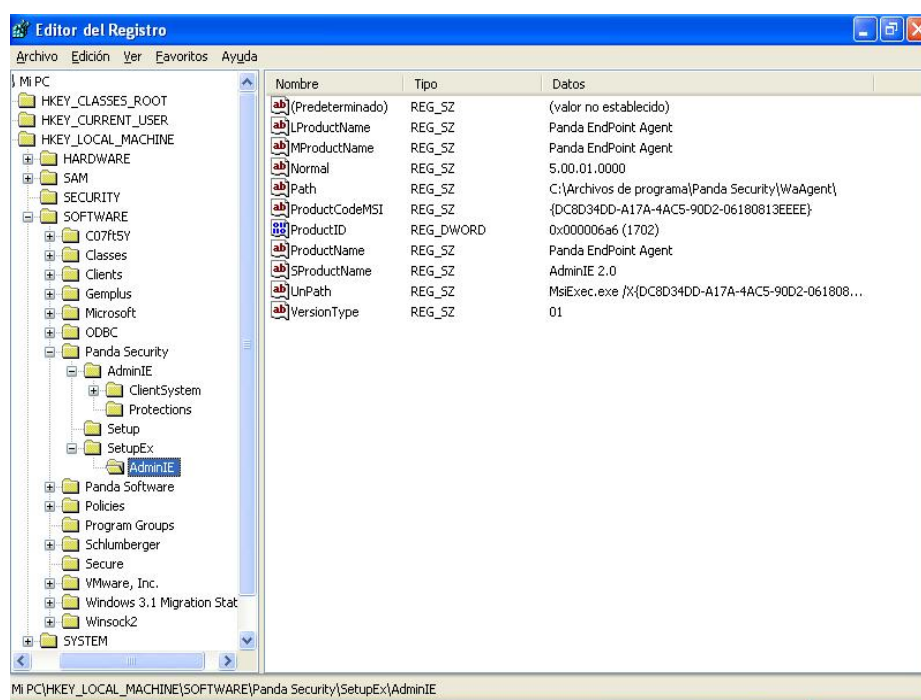 Editor del Registro
Archivo Edición Ver Favoritos Ayuda
Mi PC
HKEY_CLASSES_ROOT
HKEY_CURRENT_USER
HKEY_LOCAL_MACHINE
HARDWARE
SAM
SECURITY
SOFTWARE
C07ft5Y
Classes
Clients
Gemplus
Microsoft
ODBC
Panda Security
AdminIE
ClientSystem
Protections
Setup
SetupEx
AdminIE
Panda Software
Policies
Program Groups
Schlumberger
Secure
VMware, Inc.
Windows 3.1 Migration Stat
Winsock2
SYSTEM
Nombre Tipo Datos
(Predeterminado) REG_SZ (valor no establecido)
LProductName REG_SZ Panda EndPoint Agent
MProductName REG_SZ Panda EndPoint Agent
Normal REG_SZ 5.00.01.0000
Path REG_SZ C:\Archivos de programa\Panda Security\WaAgent\
ProductCodeMSI REG_SZ {DC8D34DD-A17A-4AC5-90D2-06180813EEEE}
ProductID REG_DWORD 0x000006a6 (1702)
ProductName REG_SZ Panda EndPoint Agent
SProductName REG_SZ AdminIE 2.0
UnPath REG_SZ MsiExec.exe /X{DC8D34DD-A17A-4AC5-90D2-061808...
VersionType REG_SZ 01
Mi PC\HKEY_LOCAL_MACHINE\SOFTWARE\Panda Security\SetupEx\AdminIE